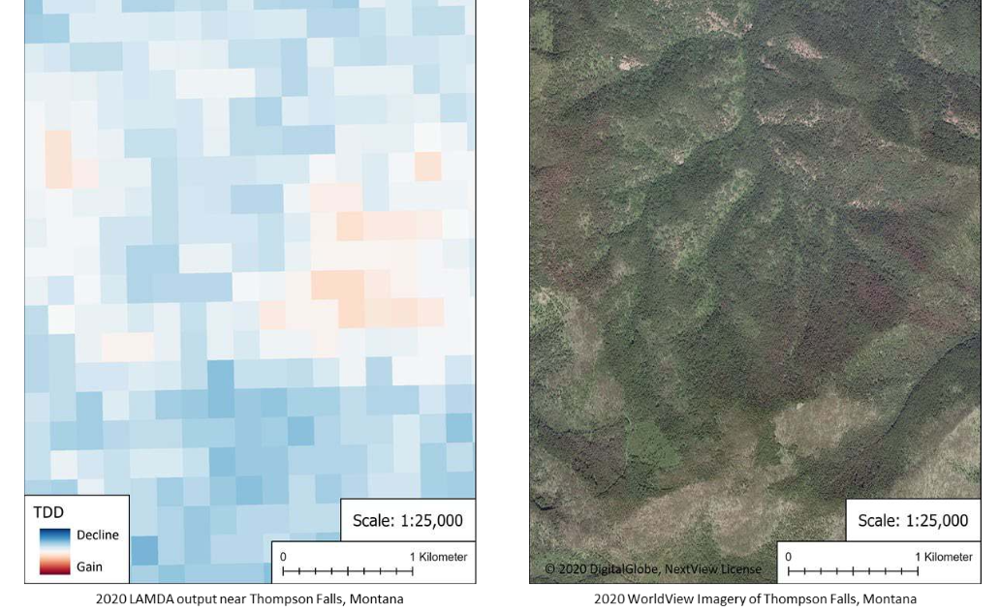 TDD
Decline
Gain
Scale: 1:25,000
0
1 Kilometer
2020 LAMDA output near Thompson Falls, Montana
Scale: 1:25,000
0
1 Kilometer
© 2020 DigitalGlobe, NextView License
2020 WorldView Imagery of Thompson Falls, Montana